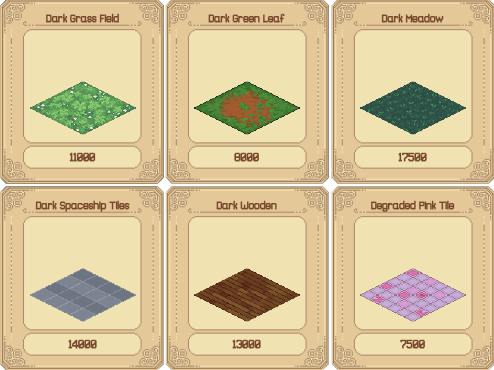 Dark Grass Field
Dark Green Leaf
Dark Meadow
11000
8000
17500
Dark Spaceship Tiles
Dark Wooden
Degraded Pink Tile
14000
13000
7500